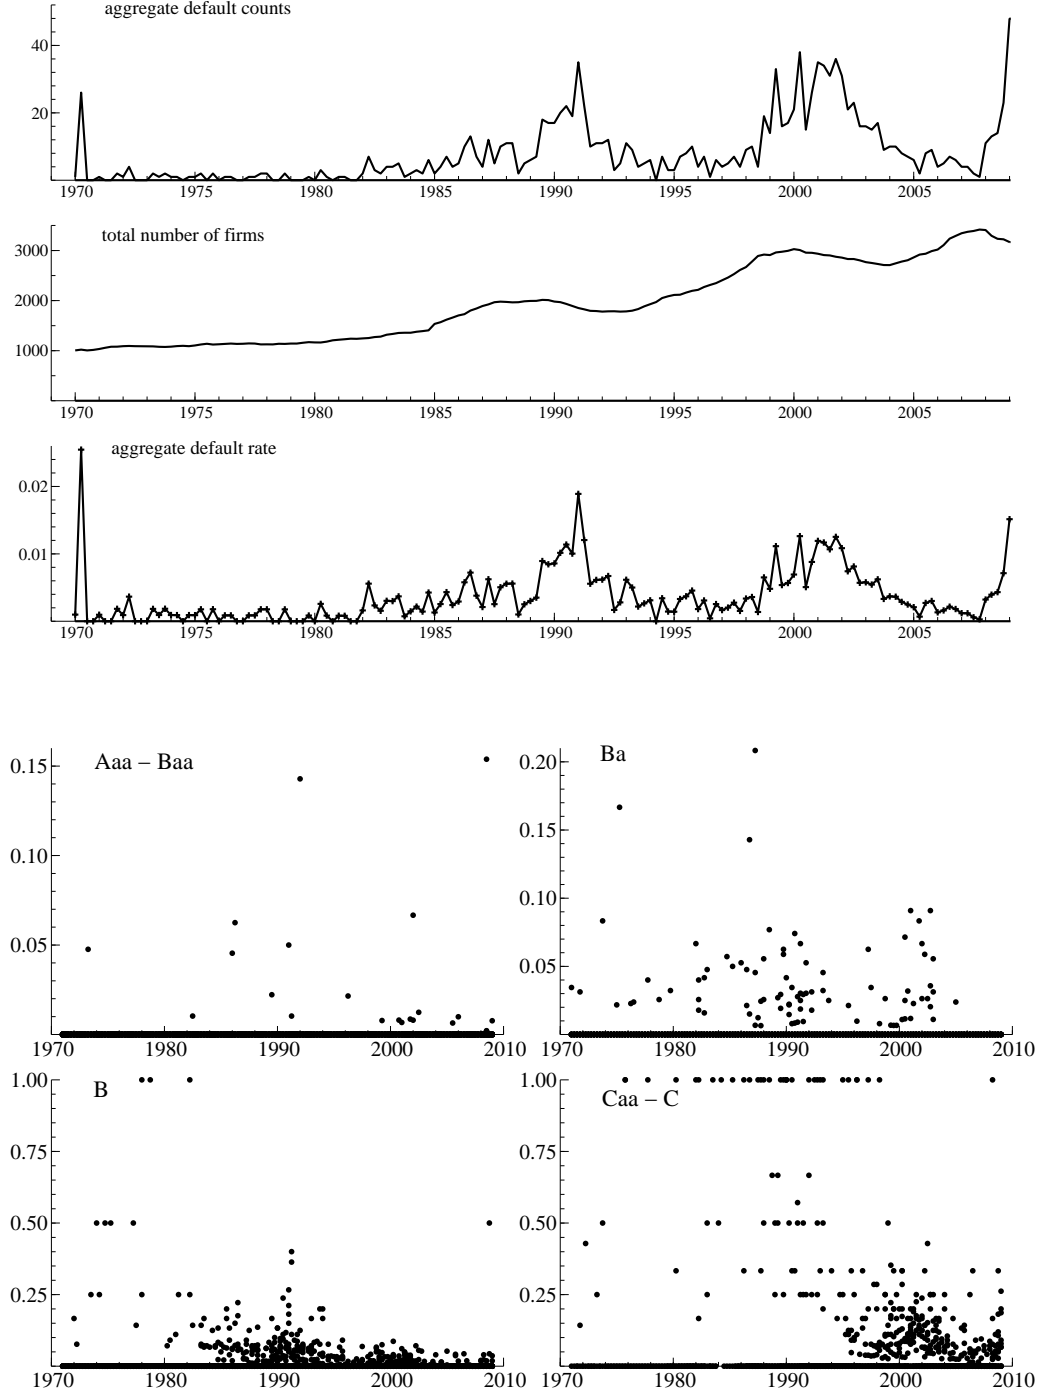 aggregate default counts
40
20
1970 1975 1980 1985 1990 1995 2000 2005
total number of firms
3000
2000
1000
1970 1975 1980 1985 1990 1995 2000 2005
aggregate default rate
0.02
0.01
1970 1975 1980 1985 1990 1995 2000 2005
Aaa – Baa
0.15
0.10
0.05
1970 1980 1990 2000 2010
Ba
0.20
0.15
0.10
0.05
1970 1980 1990 2000 2010
B
1.00
0.75
0.50
0.25
1970 1980 1990 2000 2010
Caa – C
1.00
0.75
0.50
0.25
1970 1980 1990 2000 2010